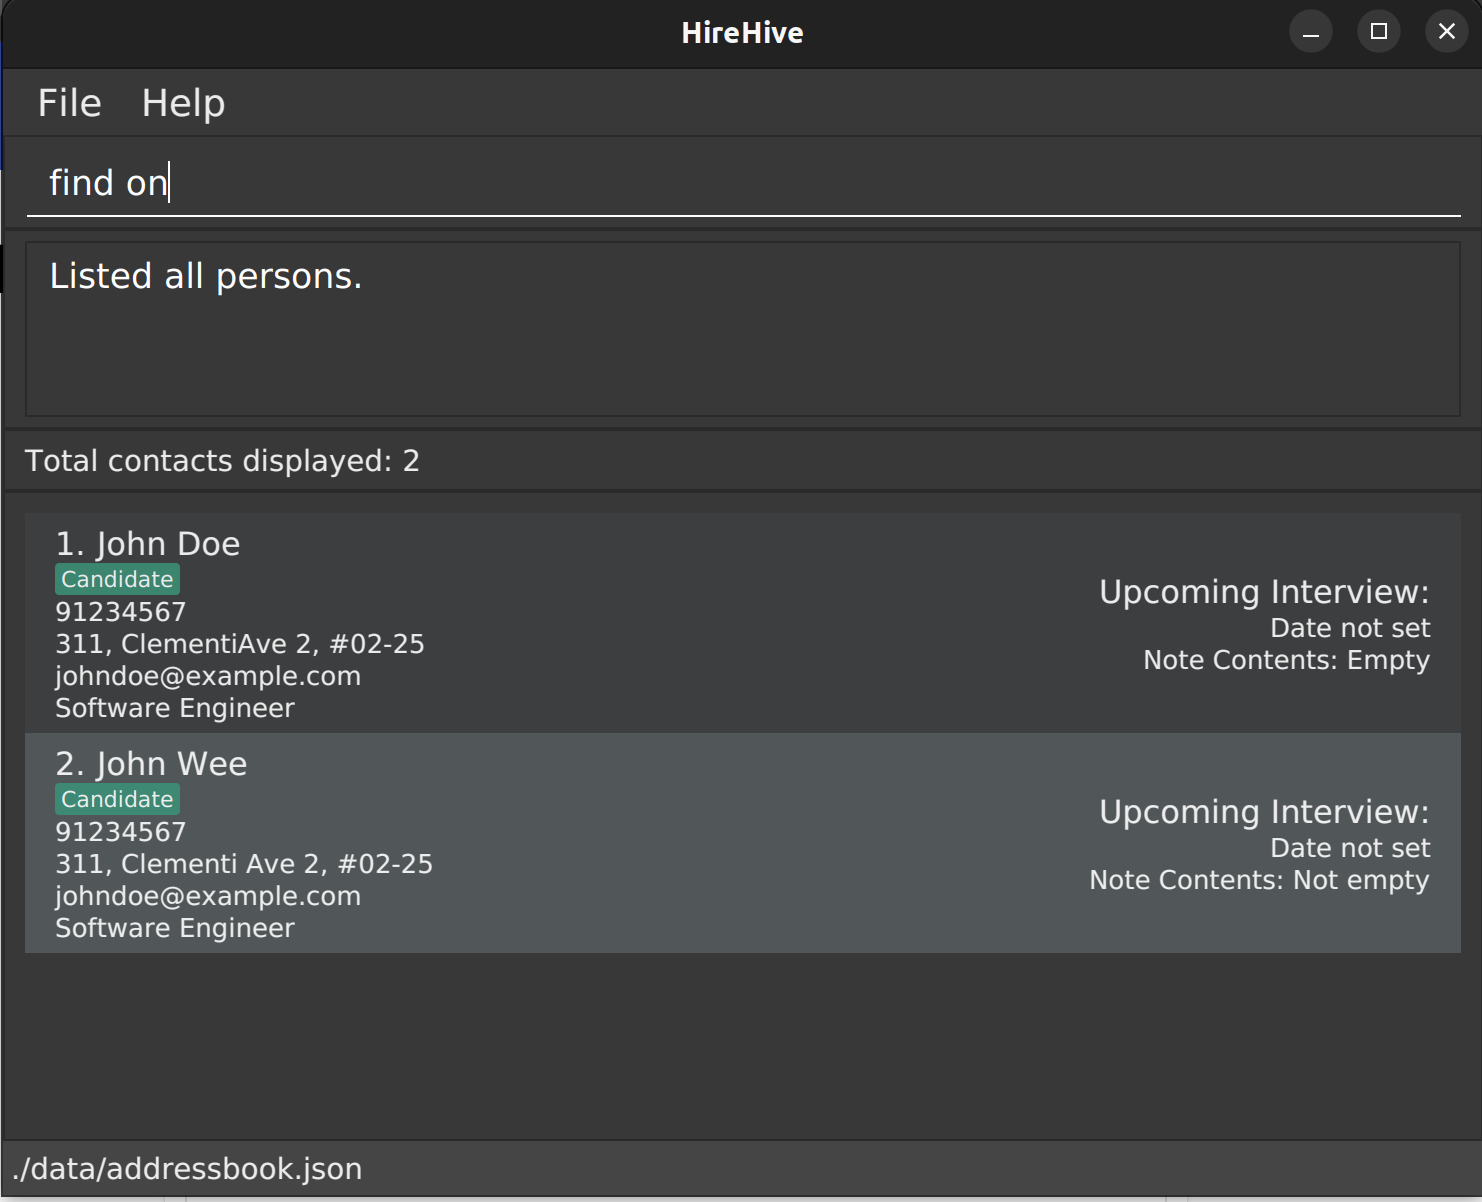 HireHive
File Help
find on
Listed all persons.
Total contacts displayed: 2
1. John Doe
Candidate
91234567
311, ClementiAve 2, #02-25
johndoe@example.com
Software Engineer
Upcoming Interview:
Date not set
Note Contents: Empty
2. John Wee
Candidate
91234567
311, Clementi Ave 2, #02-25
johndoe@example.com
Software Engineer
Upcoming Interview:
Date not set
Note Contents: Not empty
./data/addressbook.json